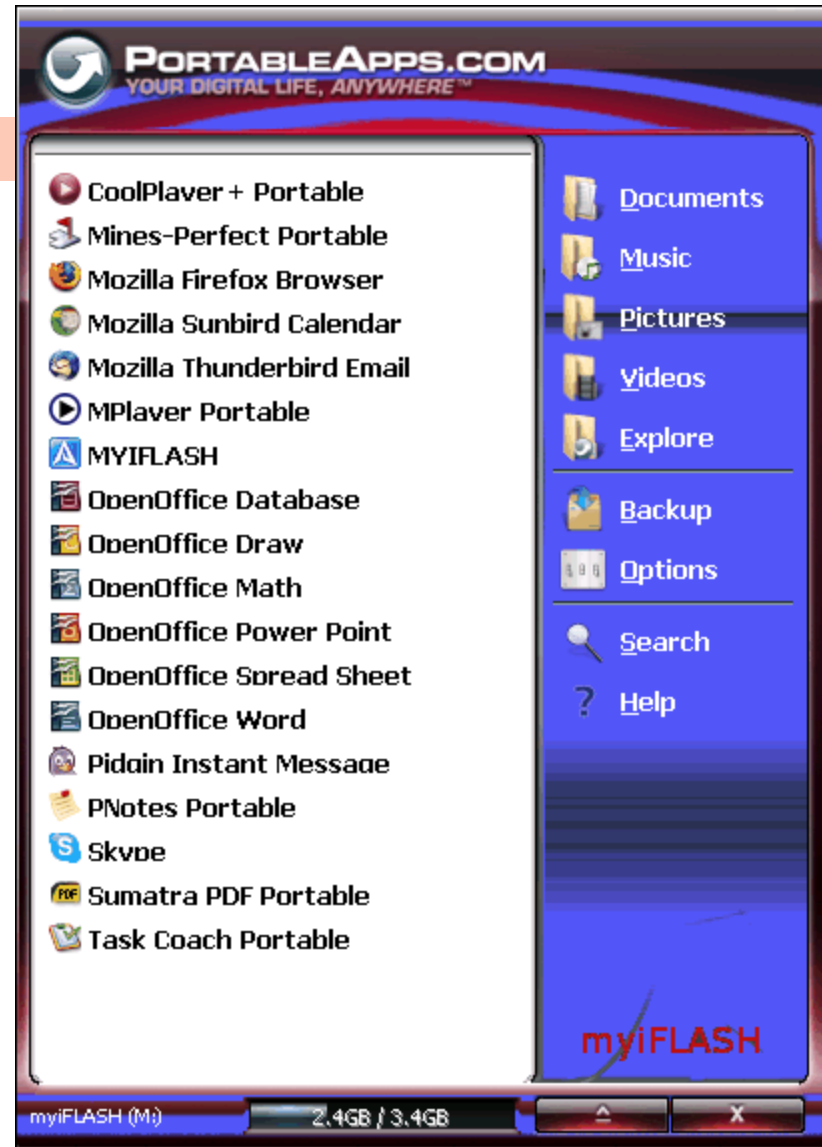 PORTABLEAPPS.COM
YOUR DIGITAL LIFE, ANYWHERE™
CoolPlayer+ Portable
Mines-Perfect Portable
Mozilla Firefox Browser
Mozilla Sunbird Calendar
Mozilla Thunderbird Email
MPlayer Portable
MYIFLASH
OpenOffice Database
OpenOffice Draw
OpenOffice Math
OpenOffice Power Point
OpenOffice Spread Sheet
OpenOffice Word
Pidgin Instant Message
PNotes Portable
Skype
Sumatra PDF Portable
Task Coach Portable
Documents
Music
Pictures
Videos
Explore
Backup
Options
Search
? Help
myiFLASH
myiFLASH (M:)
2.4GB / 3.4GB
X